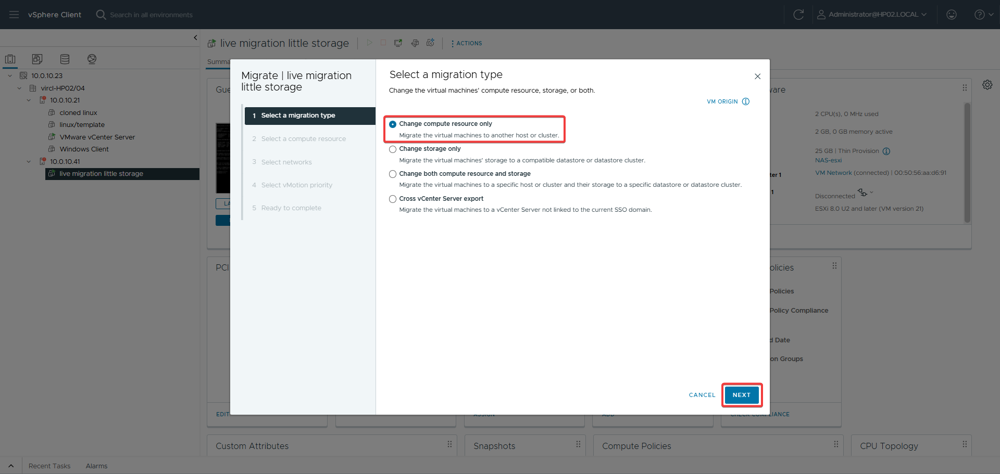 vSphere Client
Search in all environments
Administrator@HP02.LOCAL
live migration little storage
ACTIONS
Summa
10.0.10.23
vircl-HP02/04
10.0.10.21
cloned linux
linux/template
VMware vCenter Server
Windows Client
10.0.10.41
live migration little storage
Gue
LA
PCI
EDIT
Migrate | live migration
little storage
1 Select a migration type
2 Select a compute resource
3 Select networks
4 Select vMotion priority
5 Ready to complete
Select a migration type
Change the virtual machines' compute resource, storage, or both.
VM ORIGIN
Change compute resource only
Migrate the virtual machines to another host or cluster.
Change storage only
Migrate the virtual machines' storage to a compatible datastore or datastore cluster.
Change both compute resource and storage
Migrate the virtual machines to a specific host or cluster and their storage to a specific datastore or datastore cluster.
Cross vCenter Server export
Migrate the virtual machines to a vCenter Server not linked to the current SSO domain.
CANCEL
NEXT
ware
2 CPU(s), 0 MHz used
2 GB, 0 GB memory active
25 GB | Thin Provision
NAS-esxi
ter 1
VM Network (connected) | 00:50:56:aa:d6:91
1
Disconnected
ESXi 8.0 U2 and later (VM version 21)
olicies
Policies
Policy Compliance
d Date
on Groups
ASSIGN
ADD
CHECK COMPLIANCE
Custom Attributes
Snapshots
Compute Policies
CPU Topology
Recent Tasks
Alarms